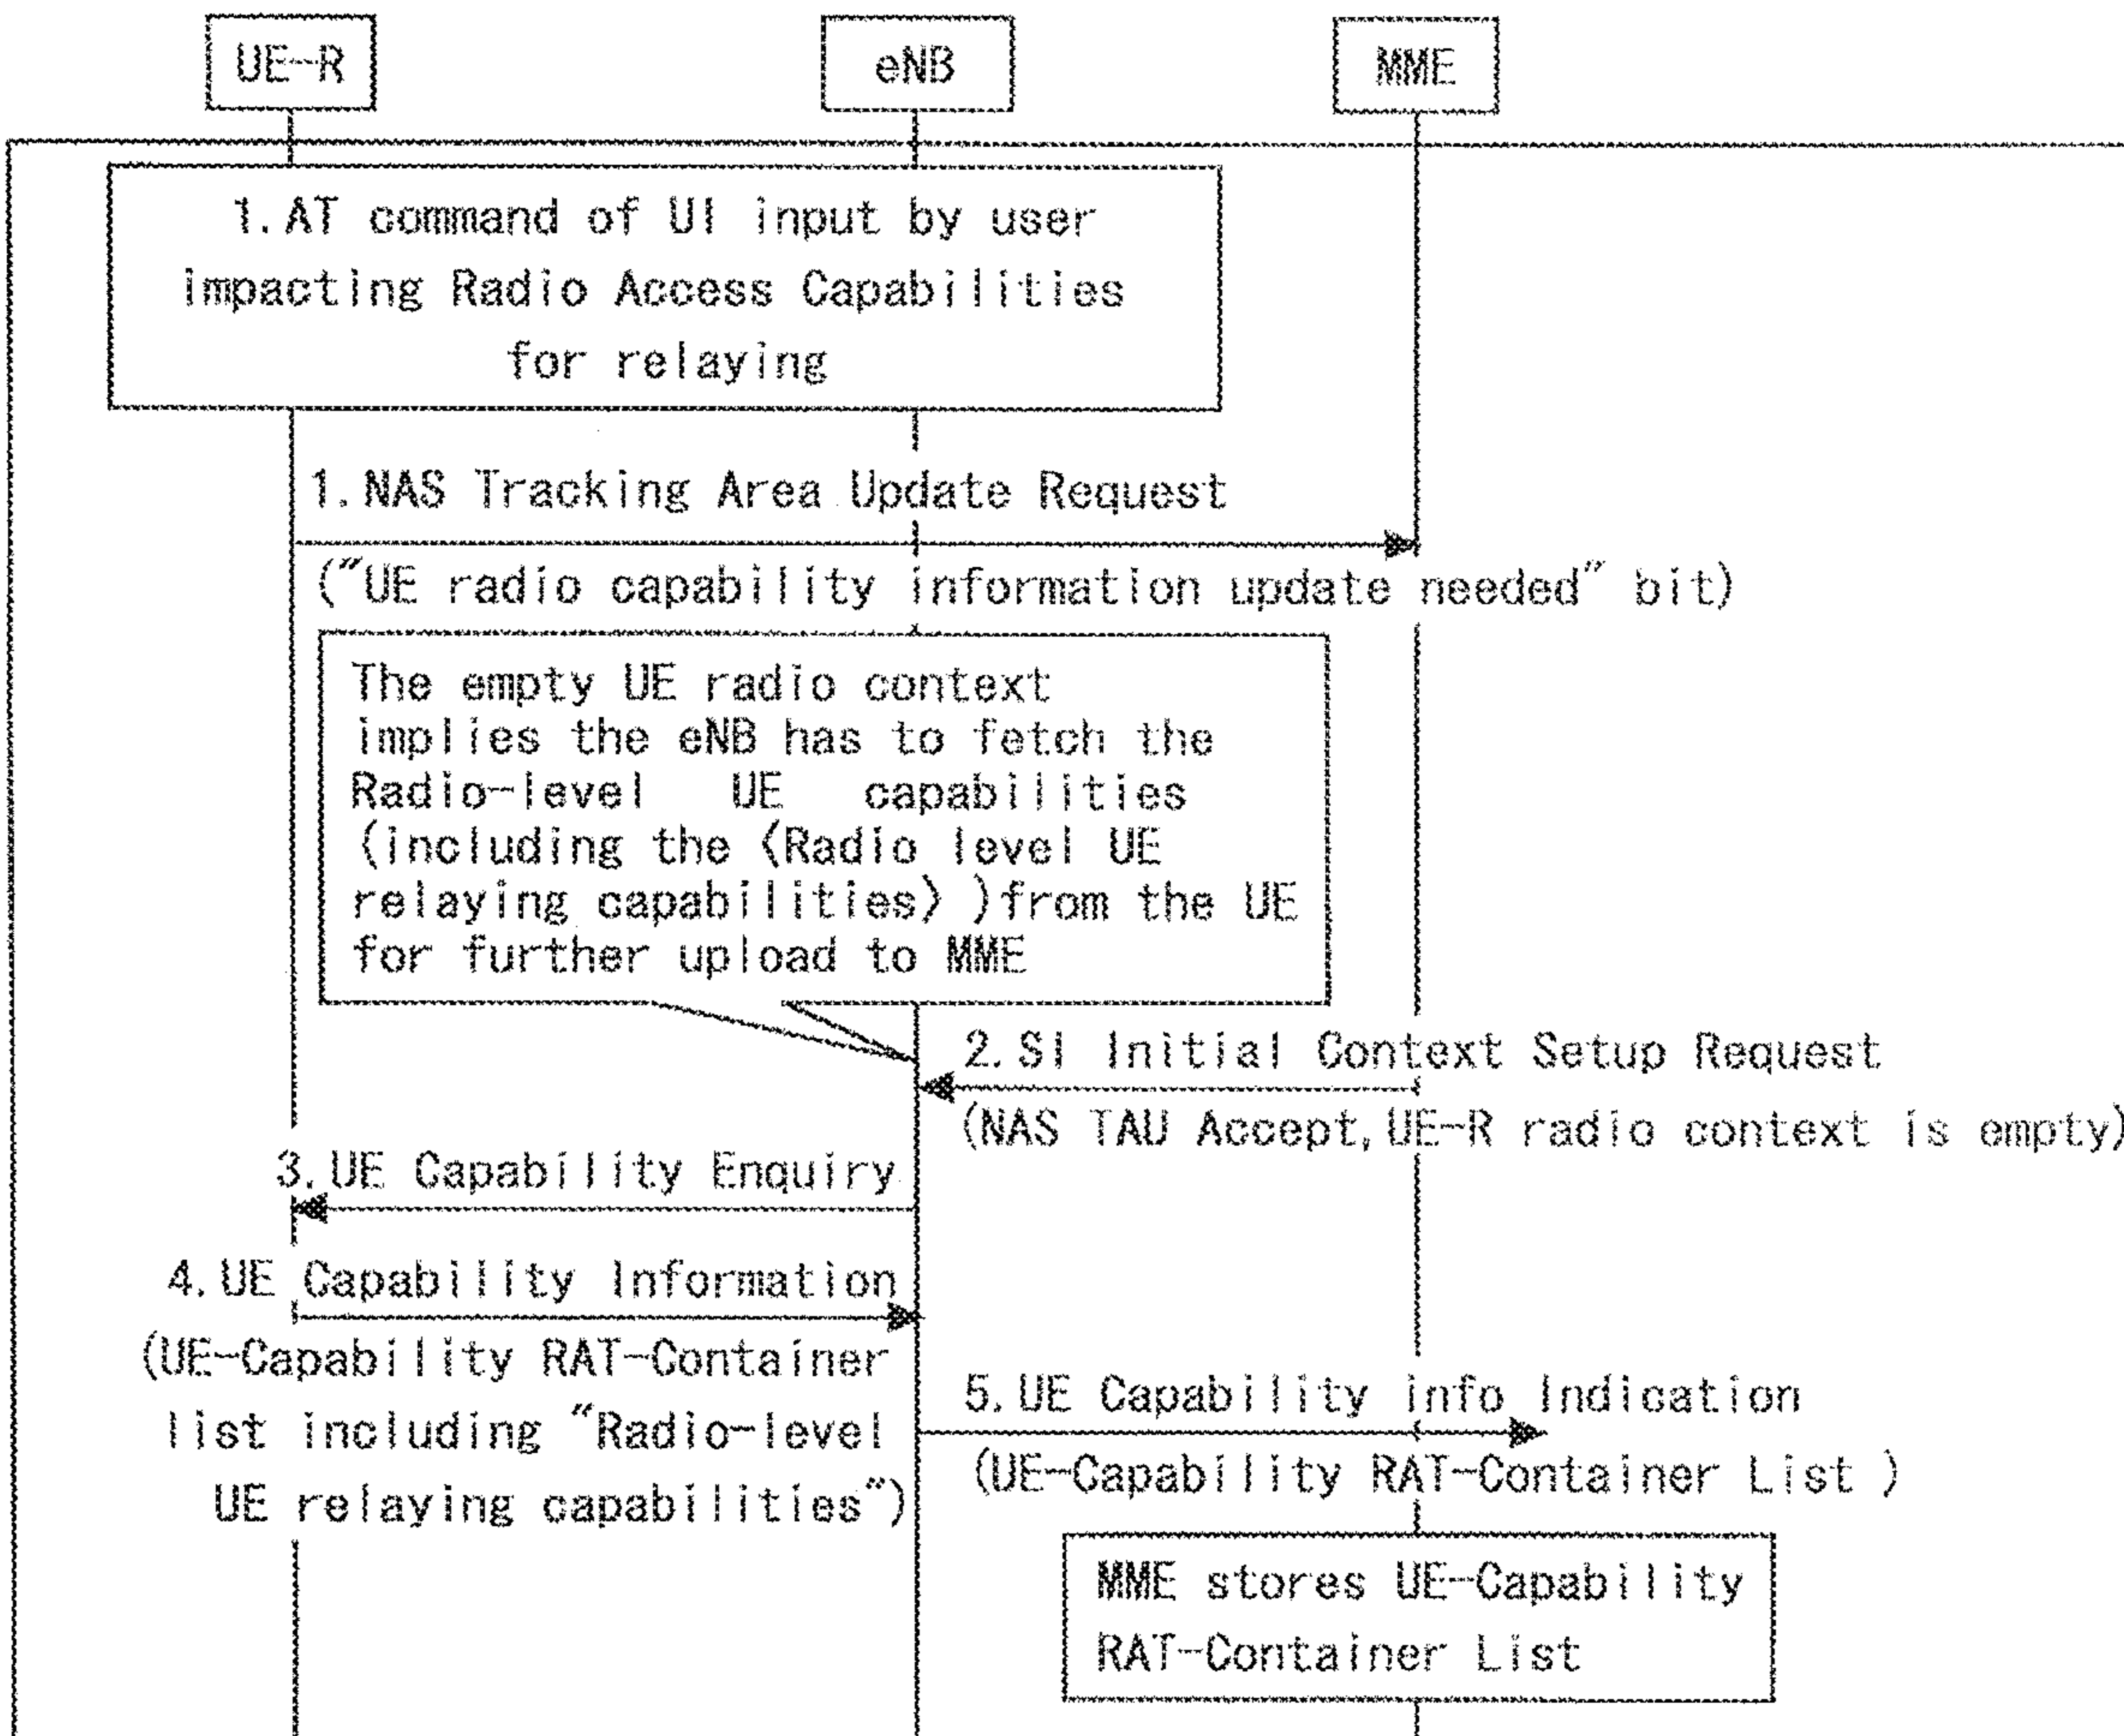 UE-R
eNB
MME
1. AT command of UI input by user
impacting Radio Access Capabilities
for relaying
1. NAS Tracking Area Update Request
("UE radio capability information update needed" bit)
The empty UE radio context
implies the eNB has to fetch the
Radio-level UE capabilities
(including the <Radio level UE
relaying capabilities> )from the UE
for further upload to MME
2. SI Initial Context Setup Request
(NAS TAU Accept, UE-R radio context is empty)
3. UE Capability Enquiry
4. UE Capability Information
(UE-Capability RAT-Container
list including "Radio-level
UE relaying capabilities")
5. UE Capability info Indication
(UE-Capability RAT-Container List )
MME stores UE-Capability
RAT-Container List